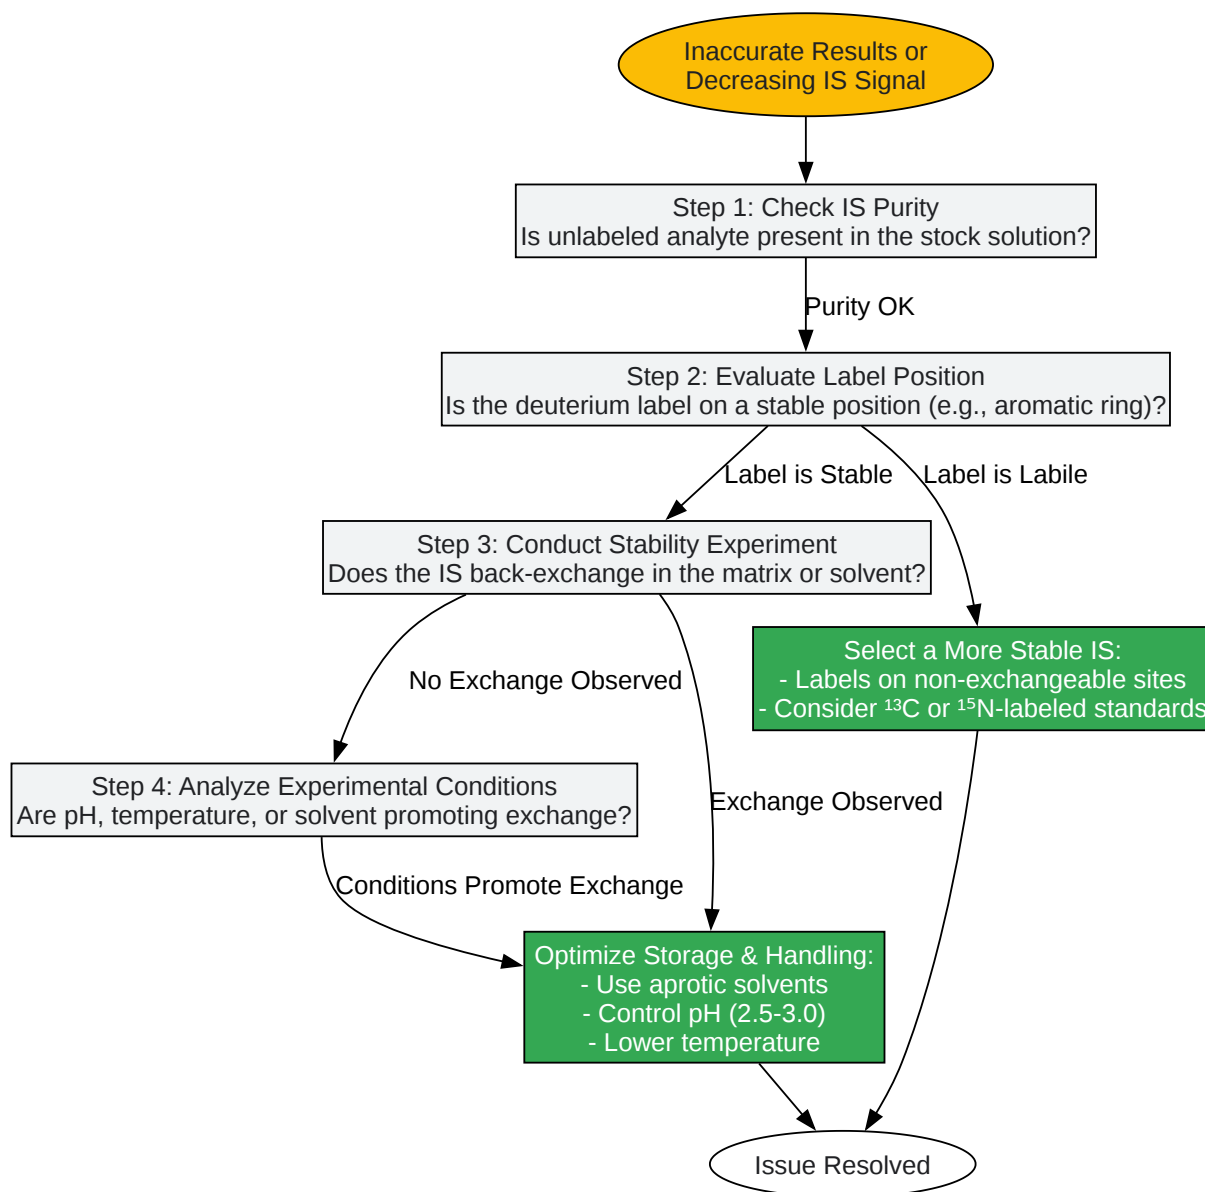 Inaccurate Results or
Decreasing IS Signal
Step 1: Check IS Purity
Is unlabeled analyte present in the stock solution?
Purity OK
Step 2: Evaluate Label Position
Is the deuterium label on a stable position (e.g., aromatic ring)?
Label is Stable
Label is Labile
Step 3: Conduct Stability Experiment
Does the IS back-exchange in the matrix or solvent?
Select a More Stable IS:
- Labels on non-exchangeable sites
- Consider ¹³C or ¹⁵N-labeled standards
No Exchange Observed
Step 4: Analyze Experimental Conditions
Are pH, temperature, or solvent promoting exchange?
Exchange Observed
Conditions Promote Exchange
Optimize Storage & Handling:
- Use aprotic solvents
- Control pH (2.5-3.0)
- Lower temperature
Issue Resolved